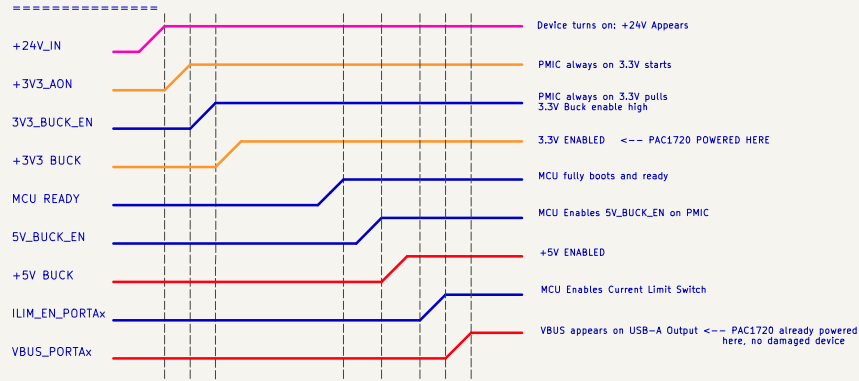 ===============
+24V_IN
Device turns on: +24V Appears
+3V3_AON
PMIC always on 3.3V starts
3V3_BUCK_EN
PMIC always on 3.3V pulls
3.3V Buck enable high
+3V3 BUCK
3.3V ENABLED <-- PAC1720 POWERED HERE
MCU READY
MCU fully boots and ready
5V_BUCK_EN
MCU Enables 5V_BUCK_EN on PMIC
+5V BUCK
+5V ENABLED
ILIM_EN_PORTAx
MCU Enables Current Limit Switch
VBUS_PORTAx
VBUS appears on USB-A Output <-- PAC1720 already powered
here, no damaged device